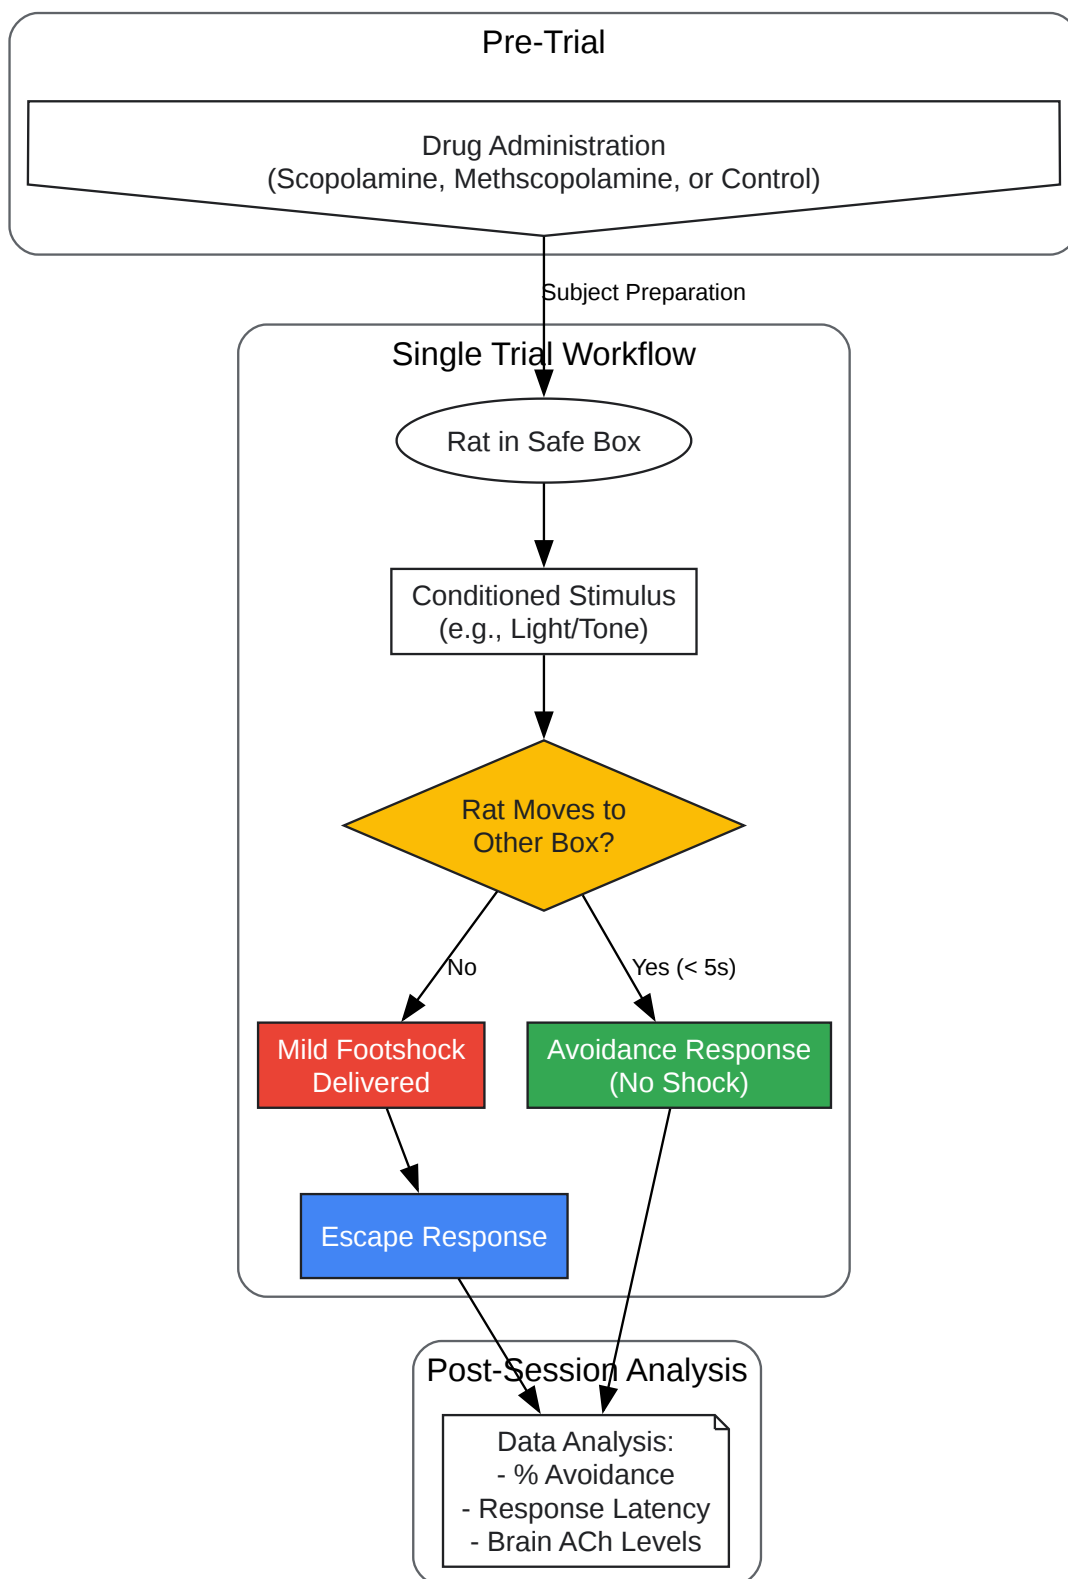 Pre-Trial
Drug Administration
(Scopolamine, Methscopolamine, or Control)
Subject Preparation
Single Trial Workflow
Rat in Safe Box
Conditioned Stimulus
(e.g., Light/Tone)
Rat Moves to
Other Box?
No
Yes (< 5s)
Mild Footshock
Delivered
Avoidance Response
(No Shock)
Escape Response
Post-Session Analysis
Data Analysis:
- % Avoidance
- Response Latency
- Brain ACh Levels